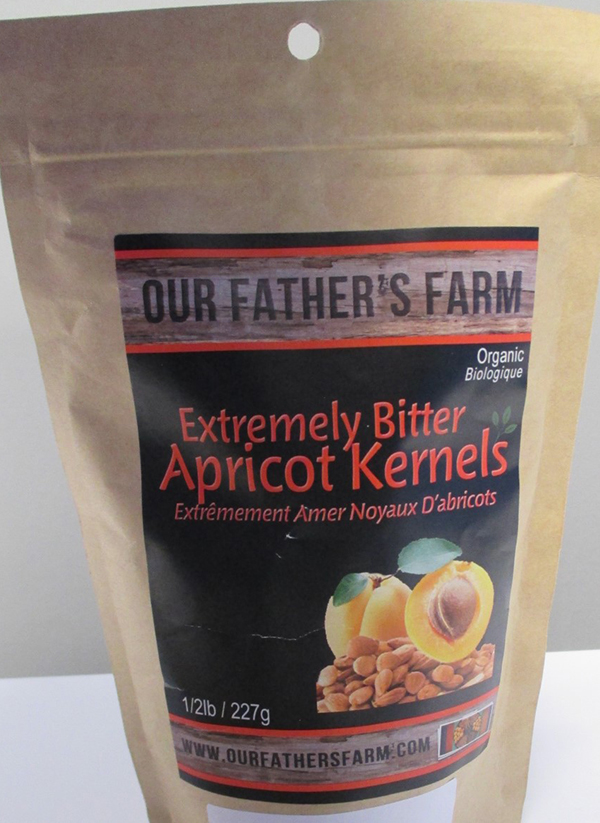 OUR FATHER'S FARM
Organic
Biologique
Extremely Bitter
Apricot Kernels
Extrêmement Amer Noyaux D'abricots
1/2lb / 227g
WWW.OURFATHERSFARM.COM